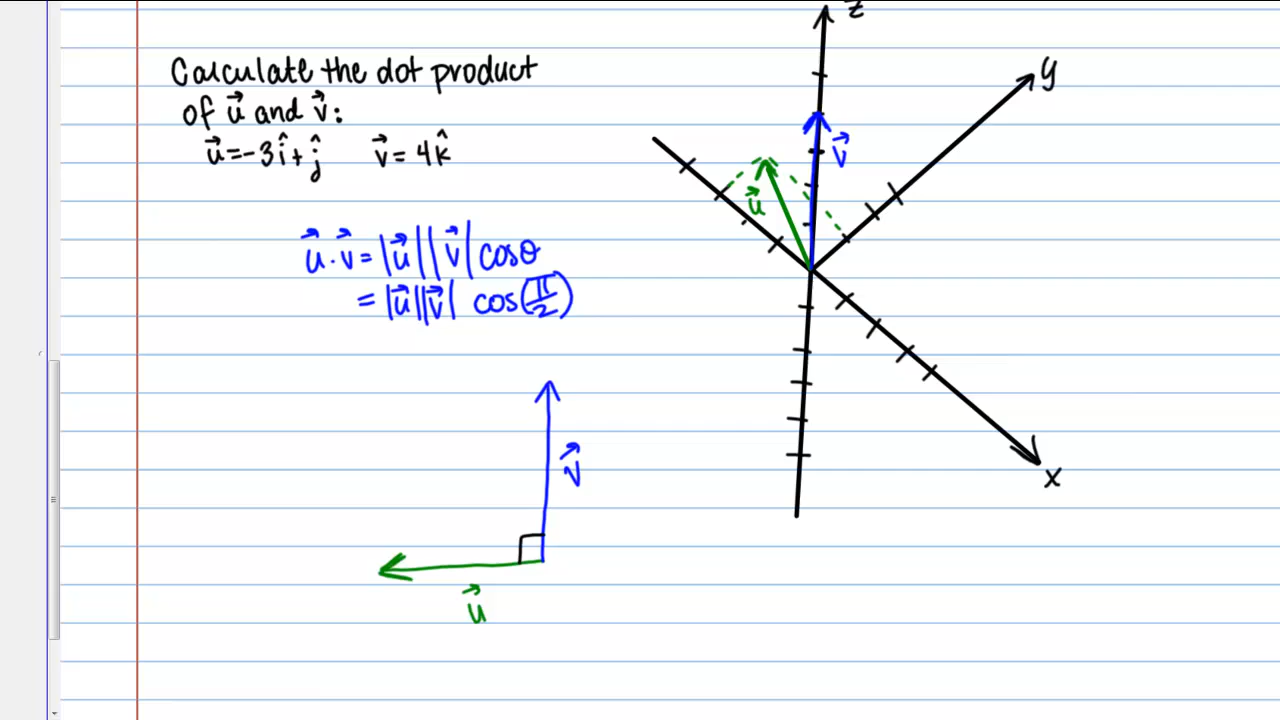 Calculate the dot product
of u⃗ and v⃗:
u⃗=-3î+ĵ   v⃗=4k̂
u⃗·v⃗=|u⃗||v⃗|cosθ
=|u⃗||v⃗| cos(π/2)
z
y
v⃗
u⃗
x
v⃗
u⃗